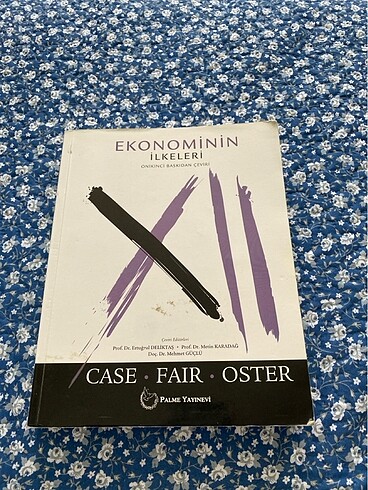 EKONOMİNİN
İLKELERİ
ONİKİNCİ BASKIDAN ÇEVİRİ
XII
Çeviri Editörleri
Prof. Dr. Ertuğrul DELİKTAŞ • Prof. Dr. Metin KARADAĞ
Doç. Dr. Mehmet GÜÇLÜ
CASE • FAIR • OSTER
PALME YAYINEVİ